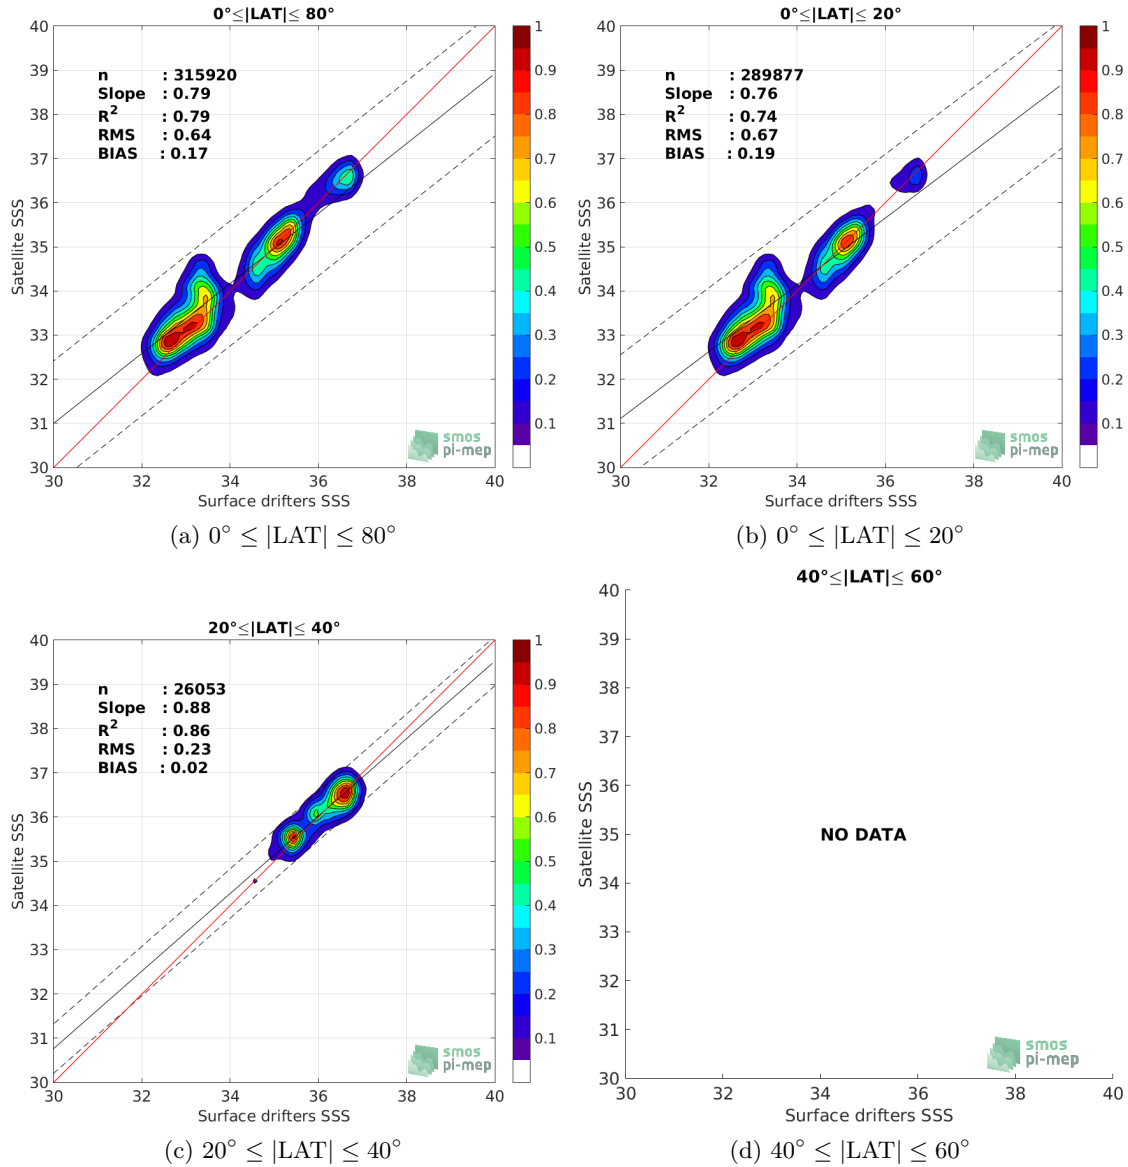 0°≤|LAT|≤ 80°
n : 315920
Slope : 0.79
R² : 0.79
RMS : 0.64
BIAS : 0.17
Satellite SSS
40
39
38
37
36
35
34
33
32
31
30
30 32 34 36 38 40
Surface drifters SSS
smos
pi-mep
1
0.9
0.8
0.7
0.6
0.5
0.4
0.3
0.2
0.1
(a) 0° ≤ |LAT| ≤ 80°
0°≤|LAT|≤ 20°
n : 289877
Slope : 0.76
R² : 0.74
RMS : 0.67
BIAS : 0.19
Satellite SSS
40
39
38
37
36
35
34
33
32
31
30
30 32 34 36 38 40
Surface drifters SSS
smos
pi-mep
1
0.9
0.8
0.7
0.6
0.5
0.4
0.3
0.2
0.1
(b) 0° ≤ |LAT| ≤ 20°
20°≤|LAT|≤ 40°
n : 26053
Slope : 0.88
R² : 0.86
RMS : 0.23
BIAS : 0.02
Satellite SSS
40
39
38
37
36
35
34
33
32
31
30
30 32 34 36 38 40
Surface drifters SSS
smos
pi-mep
1
0.9
0.8
0.7
0.6
0.5
0.4
0.3
0.2
0.1
(c) 20° ≤ |LAT| ≤ 40°
40°≤|LAT|≤ 60°
Satellite SSS
40
39
38
37
36
35
34
33
32
31
30
NO DATA
30 32 34 36 38 40
Surface drifters SSS
smos
pi-mep
(d) 40° ≤ |LAT| ≤ 60°